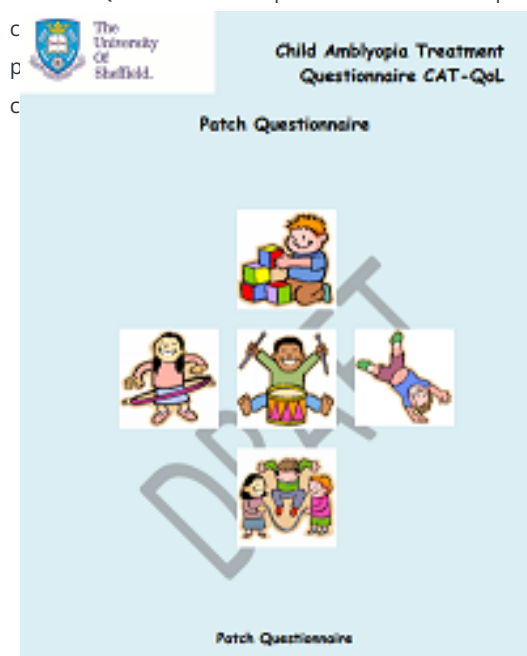 c
The
University
Of
Sheffield.
p
c
Child Amblyopia Treatment
Questionnaire CAT-QoL
Patch Questionnaire
DRAFT
Patch Questionnaire